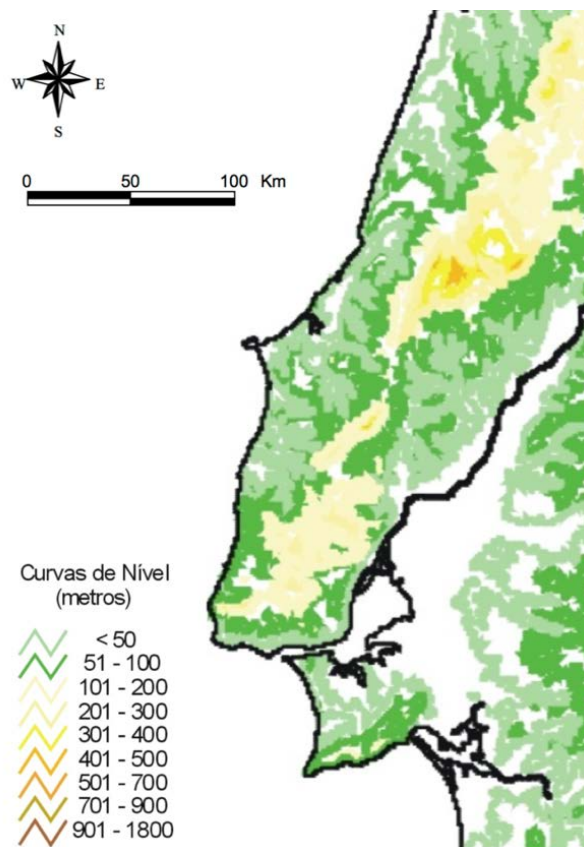 N
W E
S
0 50 100 Km
Curvas de Nível
(metros)
< 50
51 - 100
101 - 200
201 - 300
301 - 400
401 - 500
501 - 700
701 - 900
901 - 1800